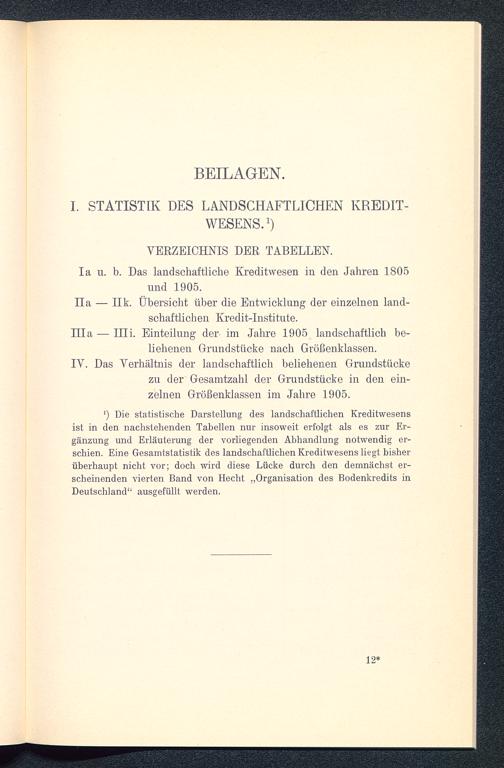 BEILAGEN.
I. STATISTIK DES LANDSCHAFTLICHEN KREDIT-
WESENS.¹)
VERZEICHNIS DER TABELLEN.
Ia u. b. Das landschaftliche Kreditwesen in den Jahren 1805
und 1905.
IIa — IIk. Übersicht über die Entwicklung der einzelnen land-
schaftlichen Kredit-Institute.
IIIa — IIIi. Einteilung der im Jahre 1905 landschaftlich be-
liehenen Grundstücke nach Größenklassen.
IV. Das Verhältnis der landschaftlich beliehenen Grundstücke
zu der Gesamtzahl der Grundstücke in den ein-
zelnen Größenklassen im Jahre 1905.
¹) Die statistische Darstellung des landschaftlichen Kreditwesens
ist in den nachstehenden Tabellen nur insoweit erfolgt als es zur Er-
gänzung und Erläuterung der vorliegenden Abhandlung notwendig er-
schien. Eine Gesamtstatistik des landschaftlichen Kreditwesens liegt bisher
überhaupt nicht vor; doch wird diese Lücke durch den demnächst er-
scheinenden vierten Band von Hecht „Organisation des Bodenkredits in
Deutschland“ ausgefüllt werden.
12*